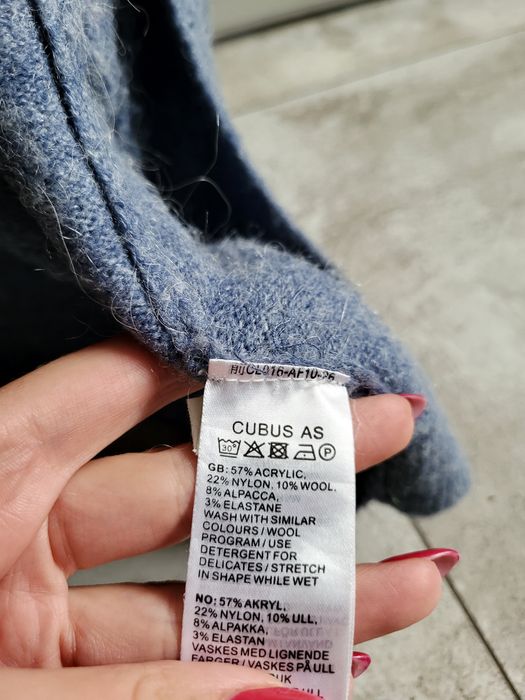 CUBUS AS
30°
P
GB: 57% ACRYLIC,
22% NYLON, 10% WOOL,
8% ALPACCA,
3% ELASTANE
WASH WITH SIMILAR
COLOURS / WOOL
PROGRAM / USE
DETERGENT FOR
DELICATES / STRETCH
IN SHAPE WHILE WET
NO: 57% AKRYL,
22% NYLON, 10% ULL,
8% ALPAKKA,
3% ELASTAN
VASKES MED LIGNENDE
FARGER / VASKES PÅ ULL